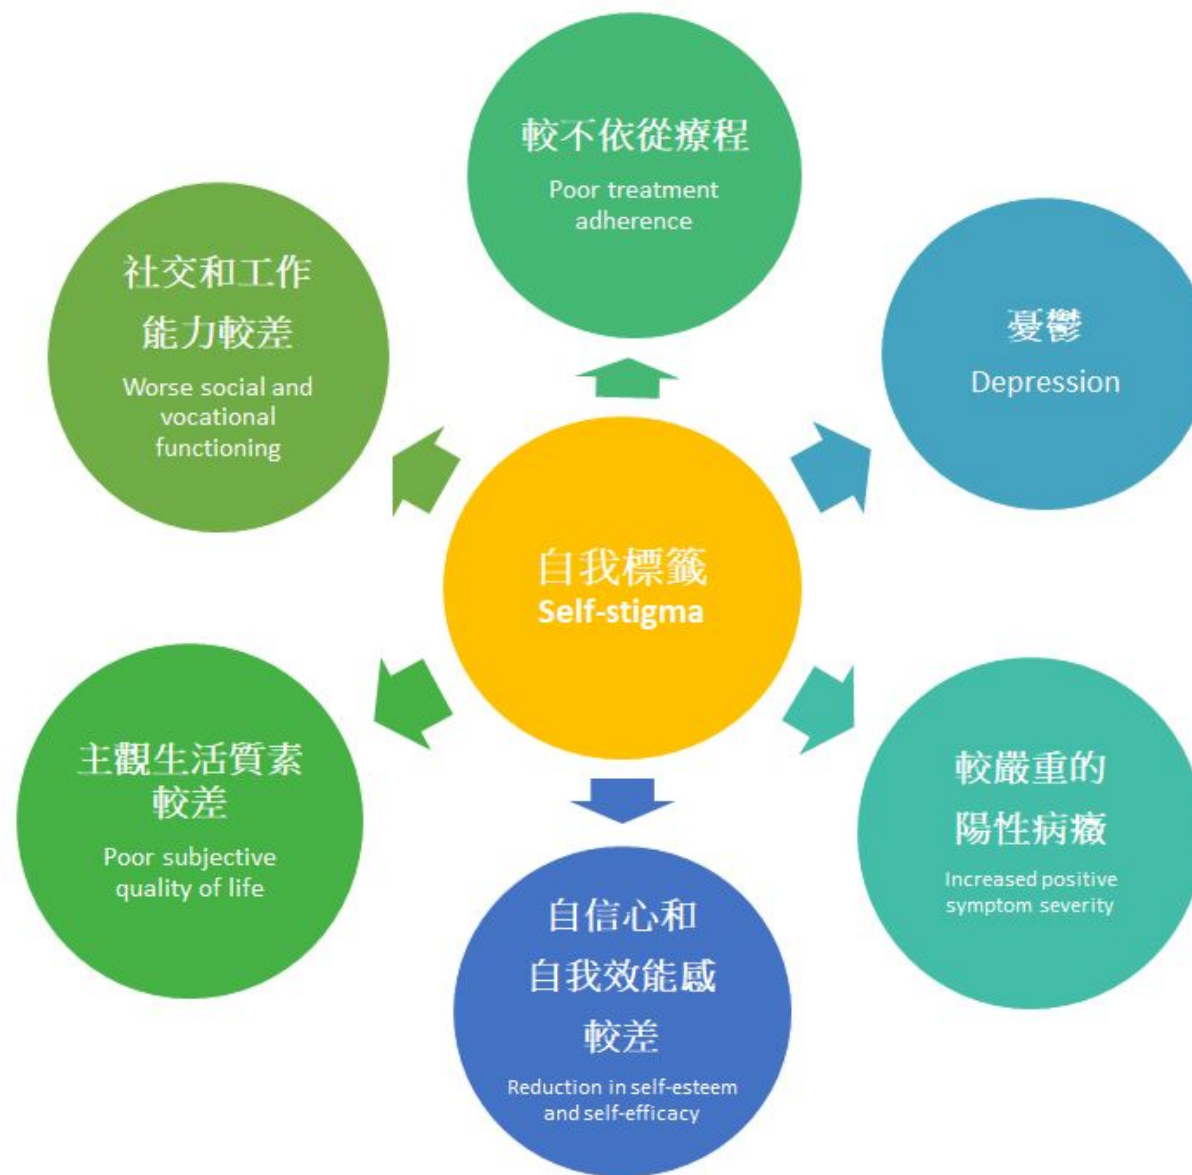 較不依從療程
Poor treatment
adherence
社交和工作
能力較差
Worse social and
vocational
functioning
憂鬱
Depression
自我標籤
Self-stigma
主觀生活質素
較差
Poor subjective
quality of life
較嚴重的
陽性病癥
Increased positive
symptom severity
自信心和
自我效能感
較差
Reduction in self-esteem
and self-efficacy